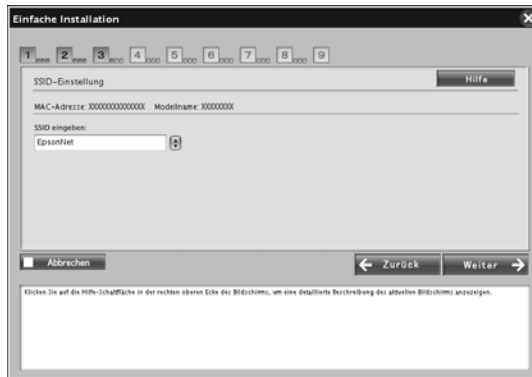 Einfache Installation
1 2 3 4 5 6 7 8 9
SSID-Einstellung
Hilfe
MAC-Adresse: XXXXXXXXXXXXXX Modellname: XXXXXXXX
SSID eingeben:
EpsonNet
Abbrechen
Zurück
Weiter
Klicken Sie auf die Hilfe-Schaltfläche in der rechten oberen Ecke des Bildschirms, um eine detaillierte Beschreibung des aktuellen Bildschirms anzuzeigen.